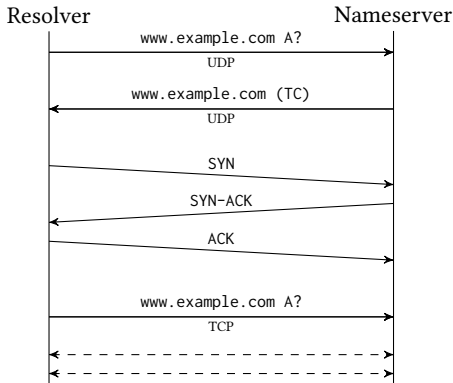 Resolver Nameserver
www.example.com A?
UDP
www.example.com (TC)
UDP
SYN
SYN-ACK
ACK
www.example.com A?
TCP